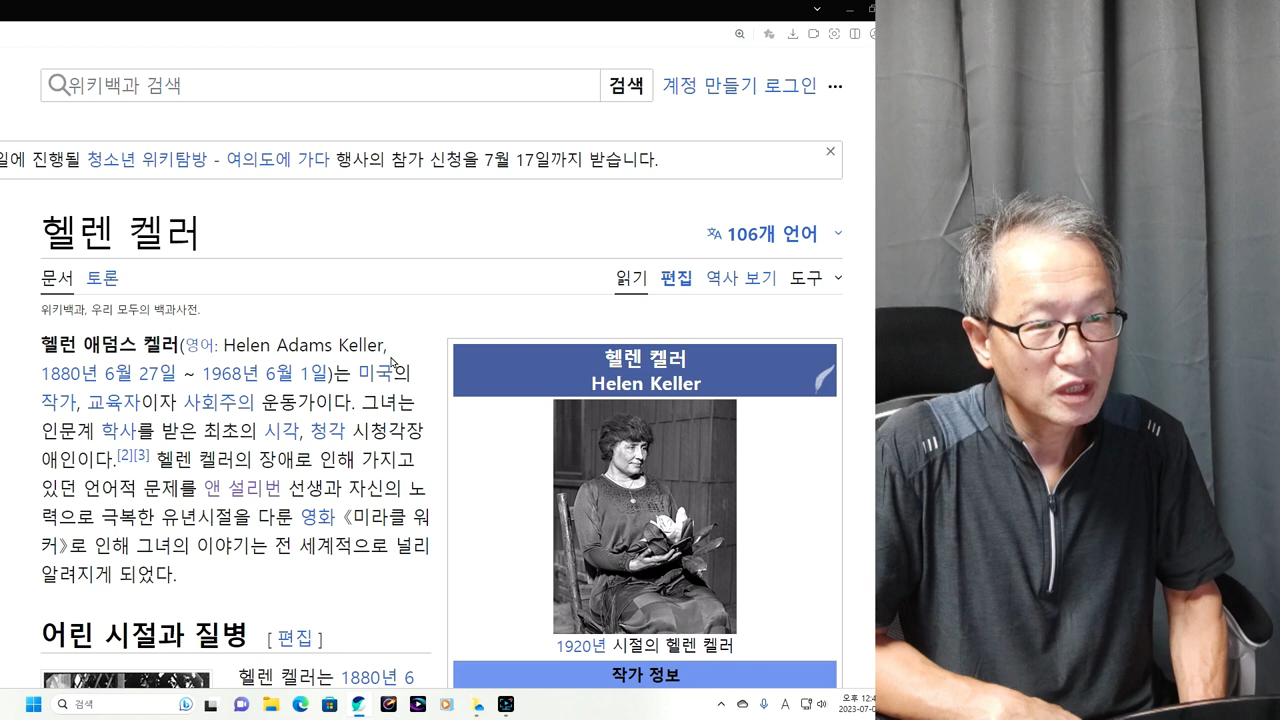 위키백과 검색
검색
계정 만들기 로그인
일에 진행될 청소년 위키탐방 - 여의도에 가다 행사의 참가 신청을 7월 17일까지 받습니다.
헬렌 켈러
106개 언어
문서 토론
읽기 편집 역사 보기 도구
위키백과, 우리 모두의 백과사전.
헬런 애덤스 켈러(영어: Helen Adams Keller,
1880년 6월 27일 ~ 1968년 6월 1일)는 미국의
작가, 교육자이자 사회주의 운동가이다. 그녀는
인문계 학사를 받은 최초의 시각, 청각 시청각장
애인이다.[2][3] 헬렌 켈러의 장애로 인해 가지고
있던 언어적 문제를 앤 설리번 선생과 자신의 노
력으로 극복한 유년시절을 다룬 영화 《미라클 워
커》로 인해 그녀의 이야기는 전 세계적으로 널리
알려지게 되었다.
헬렌 켈러
Helen Keller
1920년 시절의 헬렌 켈러
작가 정보
어린 시절과 질병 [ 편집 ]
헬렌 켈러는 1880년 6
검색
A
오후 12:4
2023-07-0